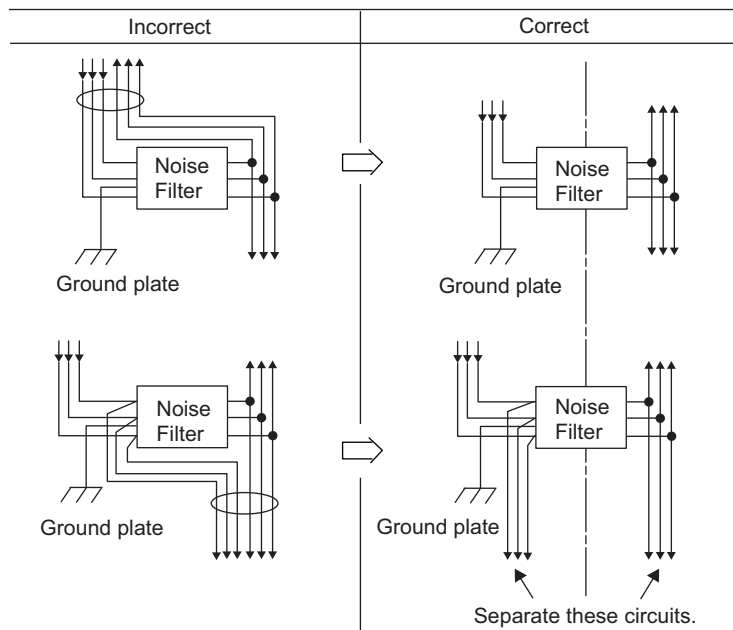 Incorrect
Correct
Noise
Filter
Ground plate
Noise
Filter
Ground plate
Noise
Filter
Ground plate
Noise
Filter
Ground plate
Separate these circuits.